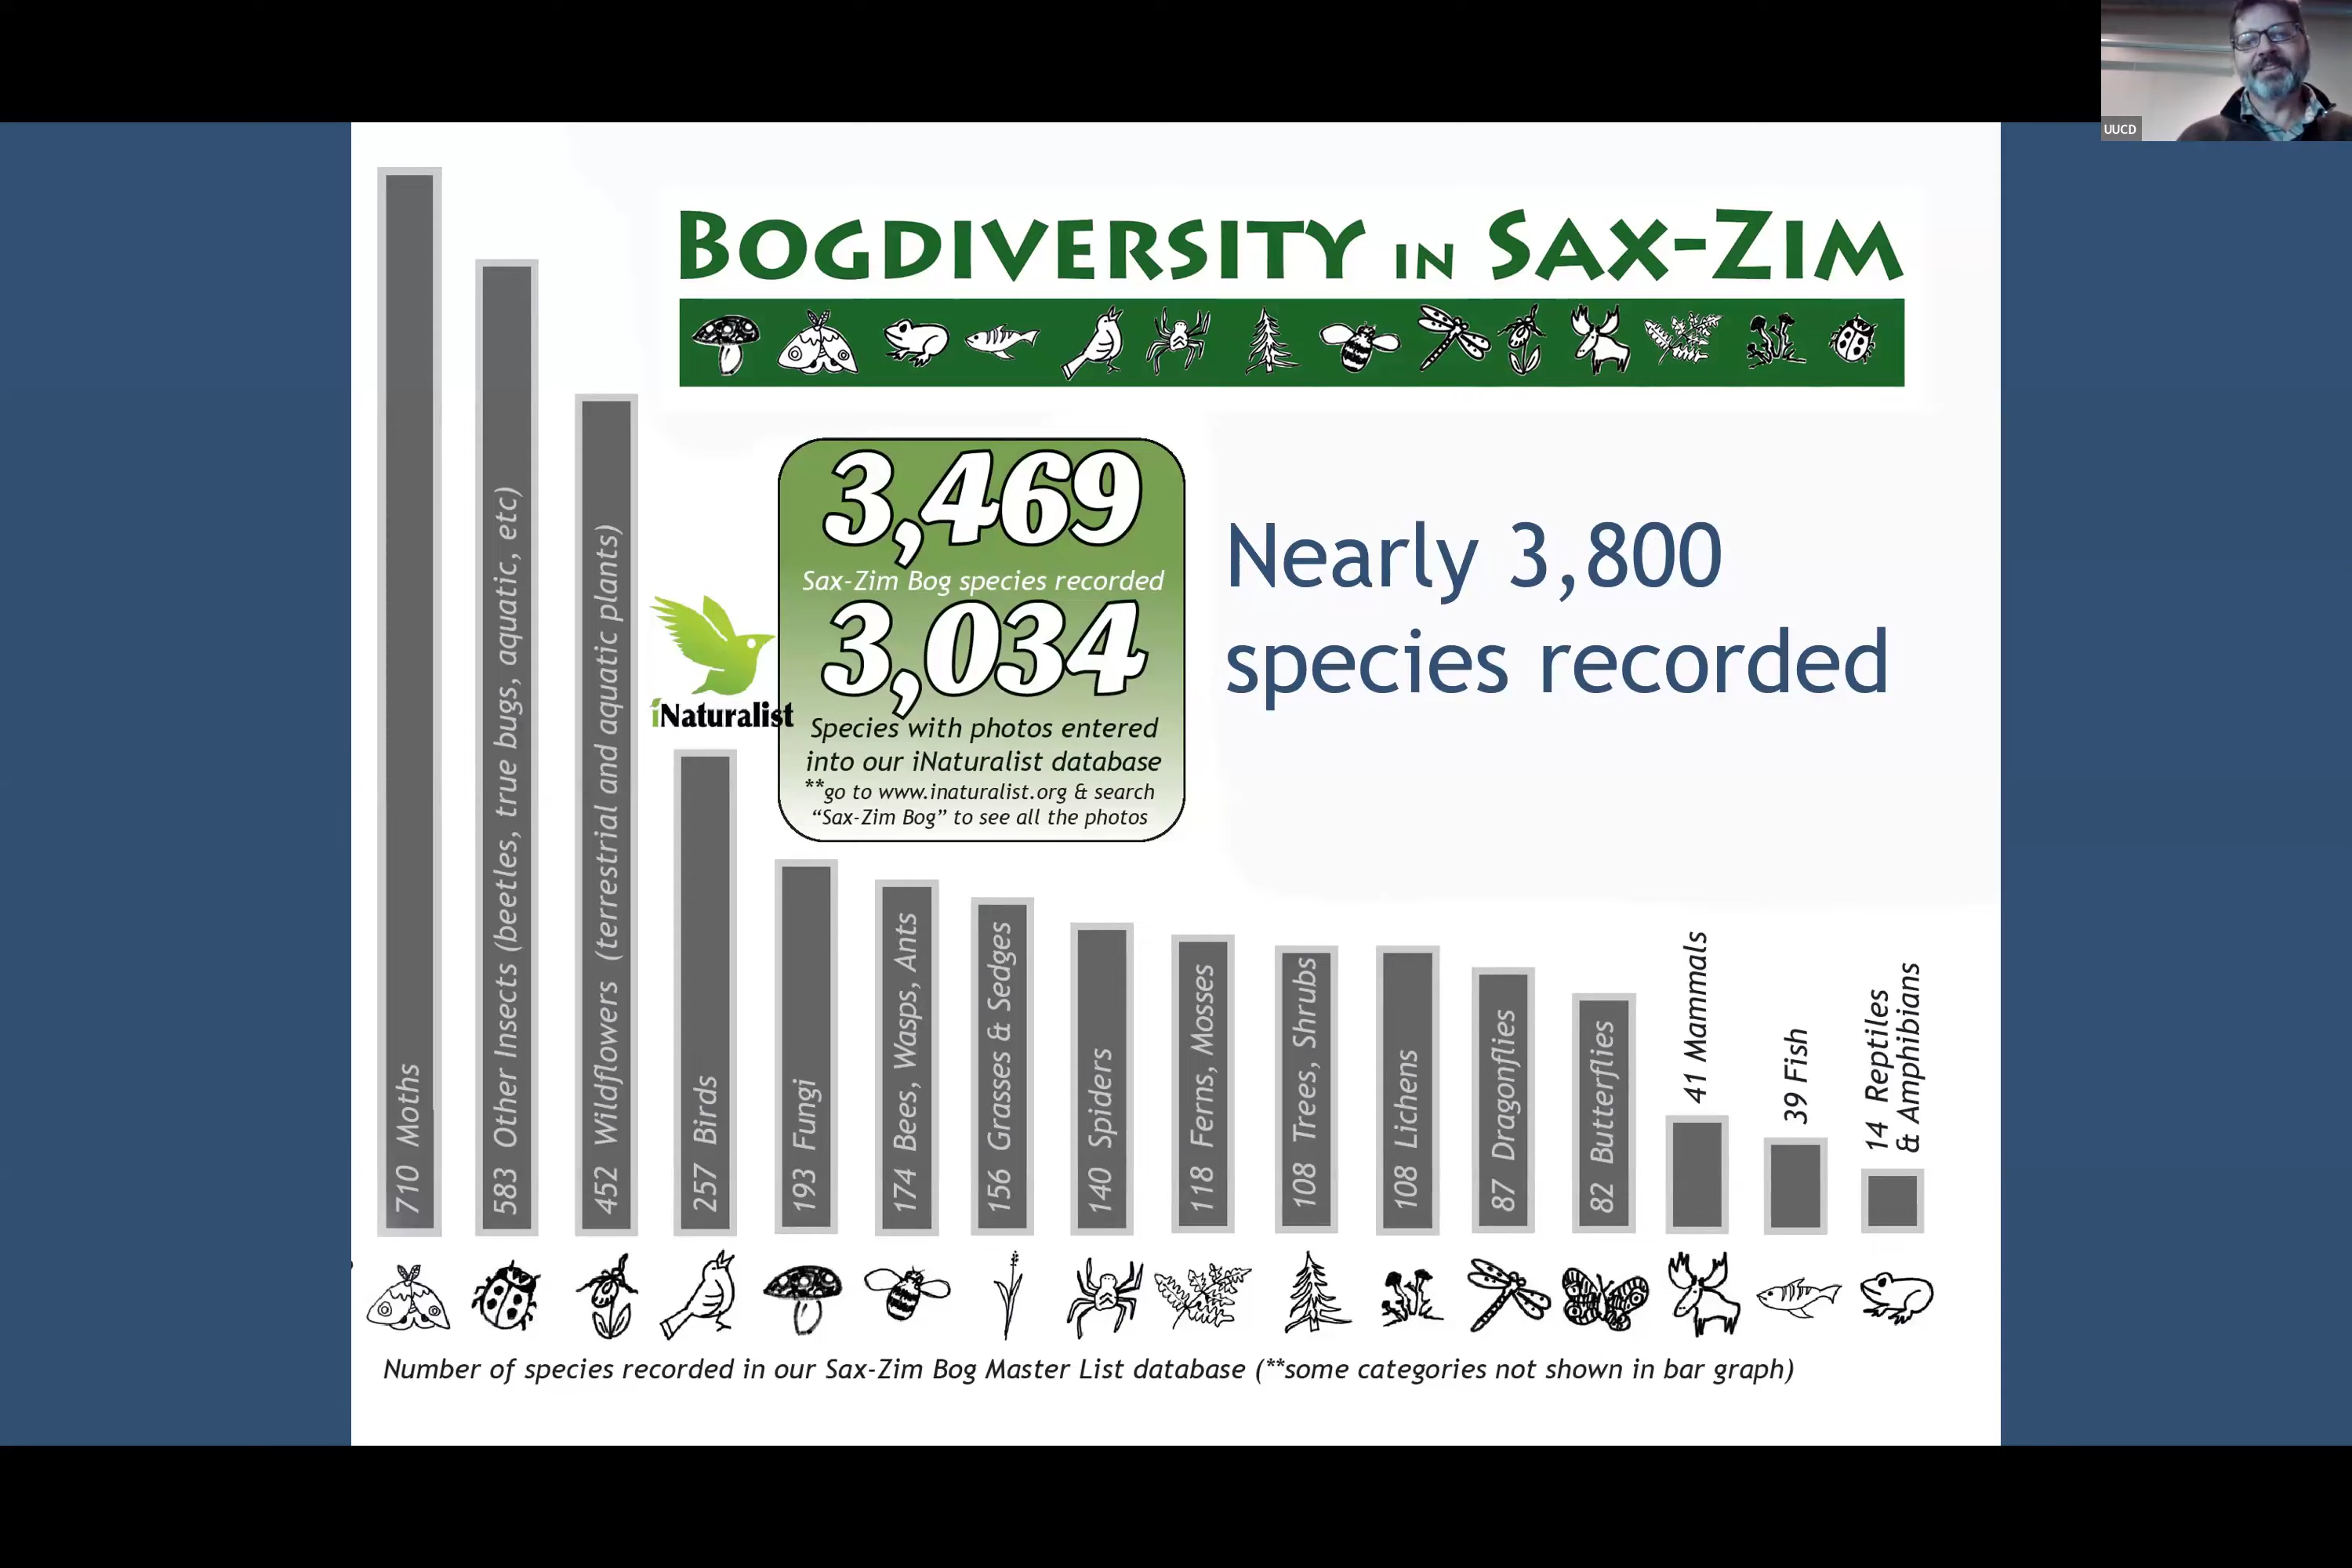 UUCD
BOGDIVERSITY IN SAX-ZIM
3,469
Sax-Zim Bog species recorded
3,034
Species with photos entered
into our iNaturalist database
**go to www.inaturalist.org & search
“Sax-Zim Bog” to see all the photos
iNaturalist
Nearly 3,800
species recorded
710 Moths
583 Other Insects (beetles, true bugs, aquatic, etc)
452 Wildflowers (terrestrial and aquatic plants)
257 Birds
193 Fungi
174 Bees, Wasps, Ants
156 Grasses & Sedges
140 Spiders
118 Ferns, Mosses
108 Trees, Shrubs
108 Lichens
87 Dragonflies
82 Butterflies
41 Mammals
39 Fish
14 Reptiles
& Amphibians
Number of species recorded in our Sax-Zim Bog Master List database (**some categories not shown in bar graph)